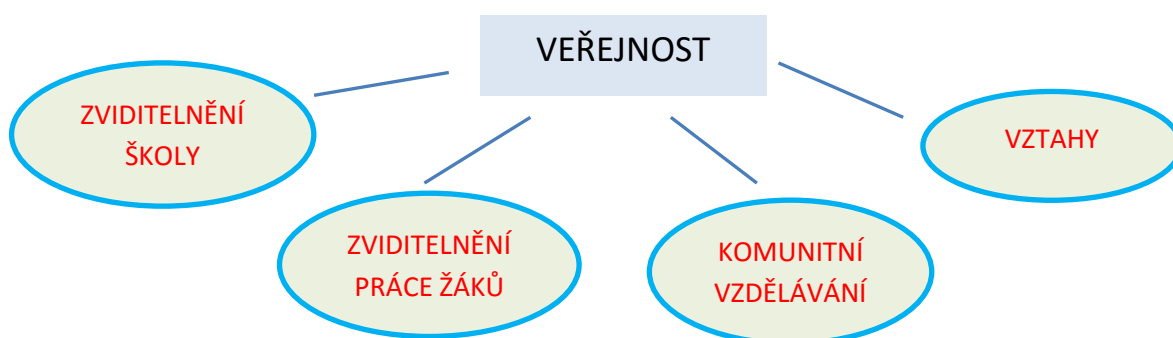 VEŘEJNOST
ZVIDITELNĚNÍ
ŠKOLY
ZVIDITELNĚNÍ
PRÁCE ŽÁKŮ
KOMUNITNÍ
VZDĚLÁVÁNÍ
VZTAHY